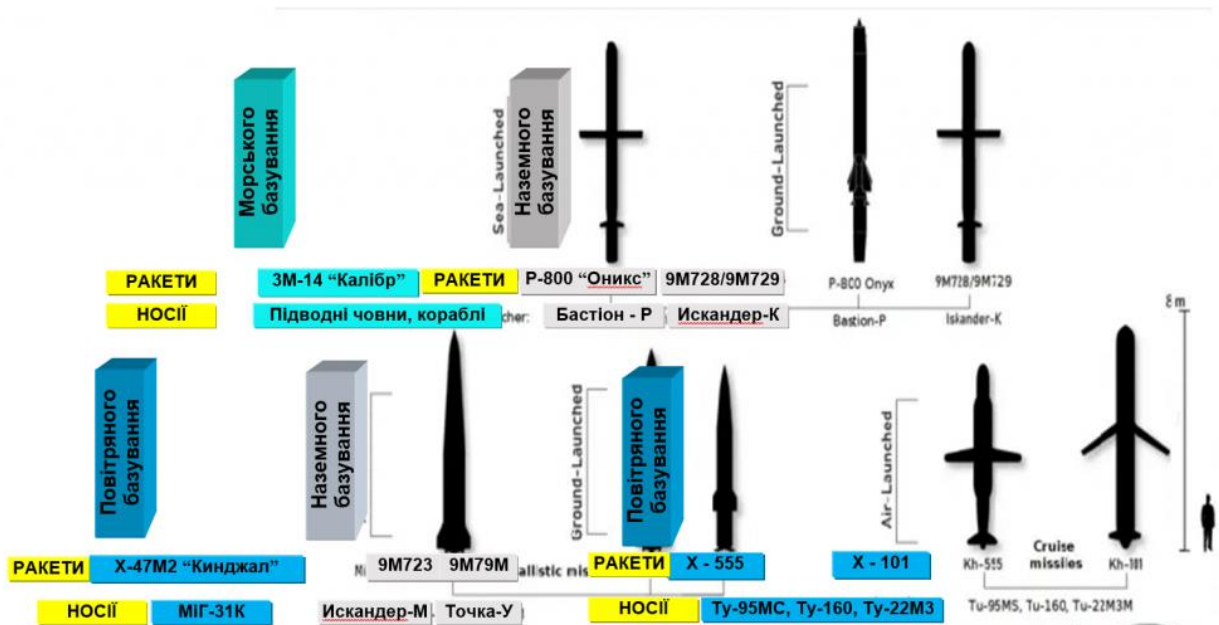 Морського
базування
Sea-Launched
Наземного
базування
Ground-Launched
РАКЕТИ
3М-14 “Калібр”
РАКЕТИ
Р-800 “Оникс”
9М728/9М729
P-800 Onyx
9M728/9M729
НОСІЇ
Підводні човни, кораблі
cher:
Бастіон - Р
Искандер-К
Bastion-P
Iskander-K
8 m
Повітряного
базування
Наземного
базування
Ground-Launched
Повітряного
базування
Air-Launched
РАКЕТИ
Х-47М2 “Кинджал”
9М723
9М79М
allistic mis
РАКЕТИ
Х - 555
Х - 101
Kh-555
Cruise
missiles
Kh-101
НОСІЇ
МіГ-31К
Искандер-М
Точка-У
НОСІЇ
Ту-95МС, Ту-160, Ту-22М3
Tu-95MS, Tu-160, Tu-22M3M